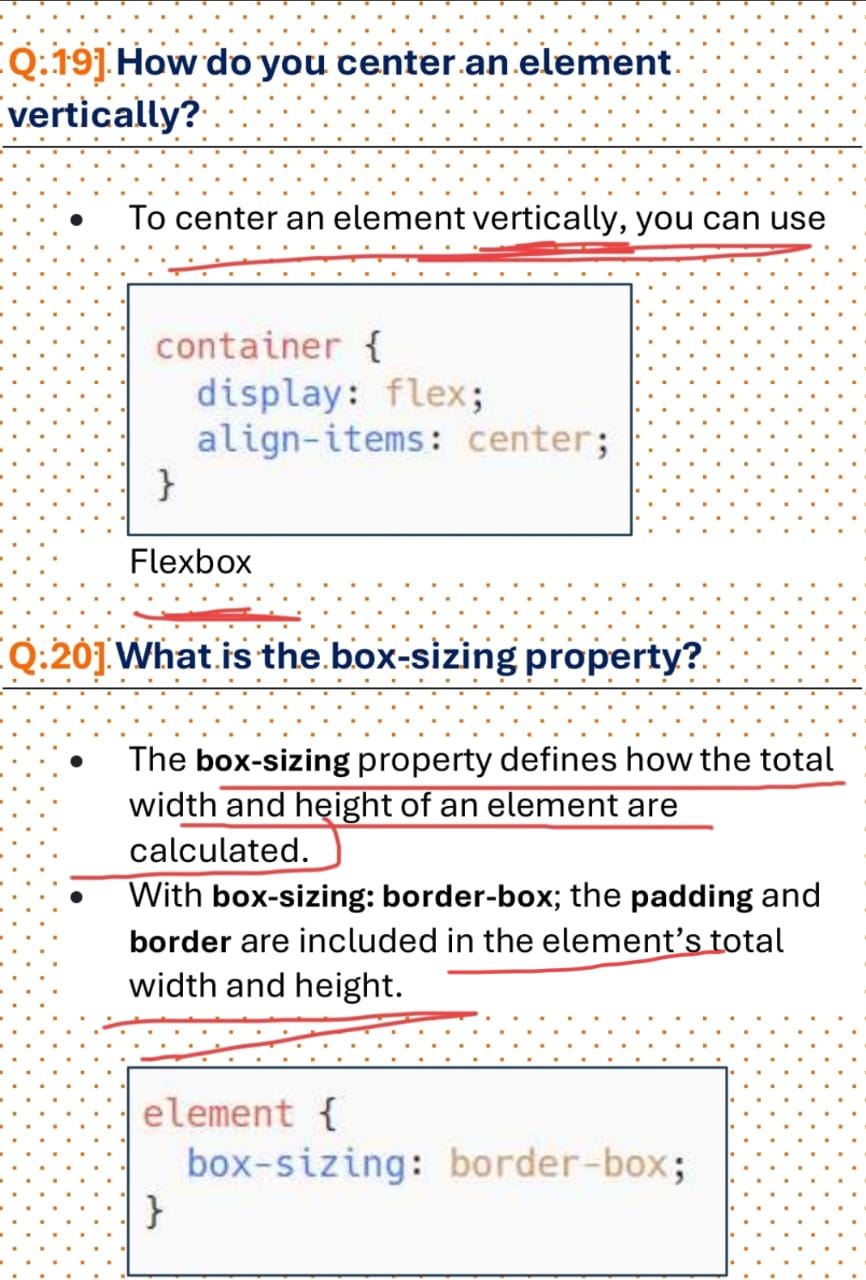 Q.19] How do you center an element
vertically?
• To center an element vertically, you can use
container {
  display: flex;
  align-items: center;
}
Flexbox
Q.20] What is the box-sizing property?
• The box-sizing property defines how the total
width and height of an element are
calculated.
• With box-sizing: border-box; the padding and
border are included in the element’s total
width and height.
element {
  box-sizing: border-box;
}